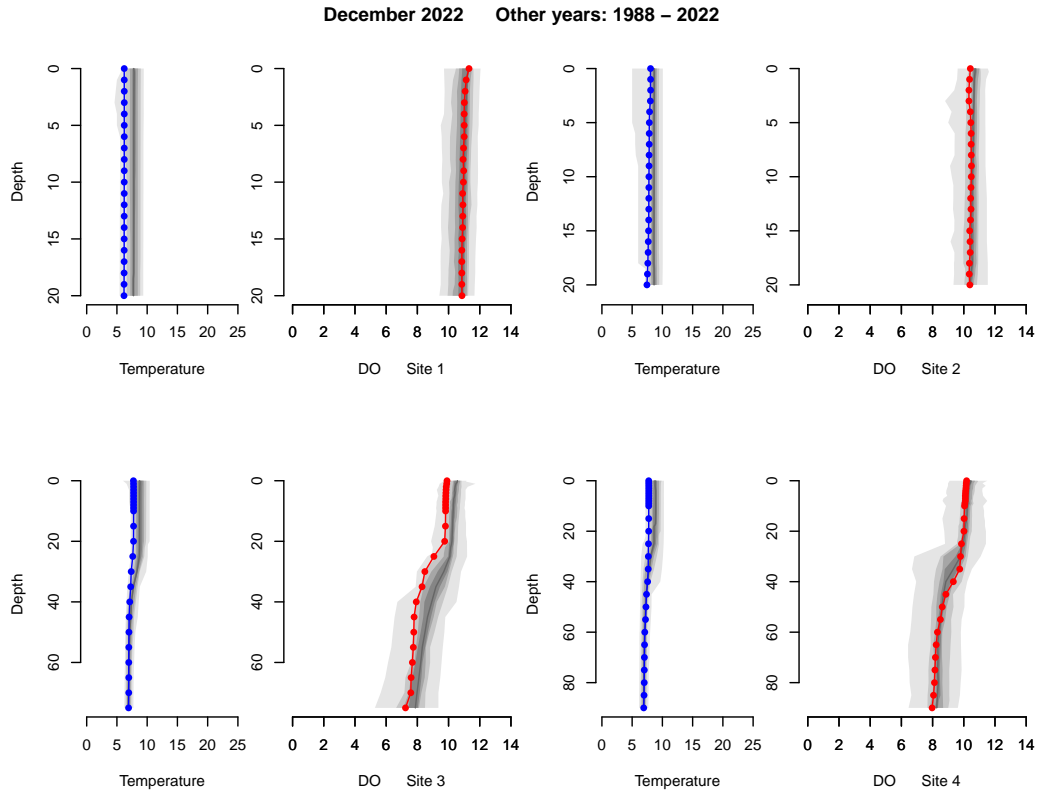 December 2022 Other years: 1988 − 2022
0 5 10 15 20
Depth
0 5 10 15 20 25
Temperature
0 5 10 15 20
0 2 4 6 8 10 12 14
DO Site 1
0 5 10 15 20
Depth
0 5 10 15 20 25
Temperature
0 5 10 15 20
0 2 4 6 8 10 12 14
DO Site 2
0 20 40 60
Depth
0 5 10 15 20 25
Temperature
0 20 40 60
0 2 4 6 8 10 12 14
DO Site 3
0 20 40 60 80
Depth
0 5 10 15 20 25
Temperature
0 20 40 60 80
0 2 4 6 8 10 12 14
DO Site 4